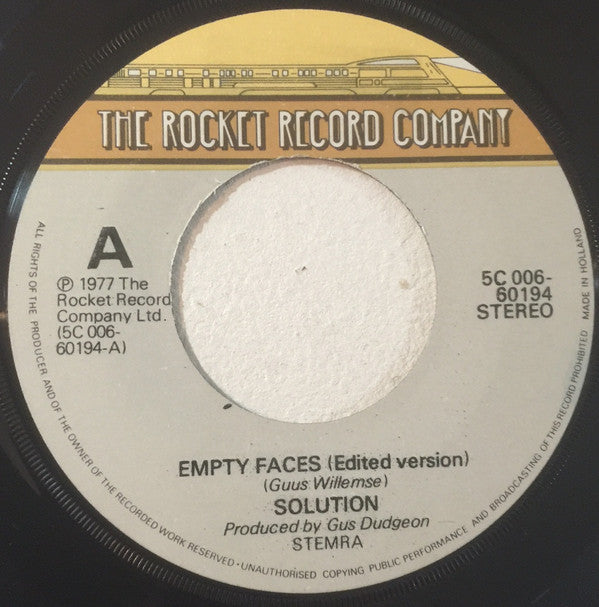 THE ROCKET RECORD COMPANY
A
℗ 1977 The
Rocket Record
Company Ltd.
(5C 006-
60194-A)
5C 006-
60194
STEREO
EMPTY FACES (Edited version)
(Guus Willemse)
SOLUTION
Produced by Gus Dudgeon
STEMRA
ALL RIGHTS OF THE PRODUCER AND OF THE OWNER OF THE RECORDED WORK RESERVED • UNAUTHORISED COPYING PUBLIC PERFORMANCE AND BROADCASTING OF THIS RECORD PROHIBITED MADE IN HOLLAND